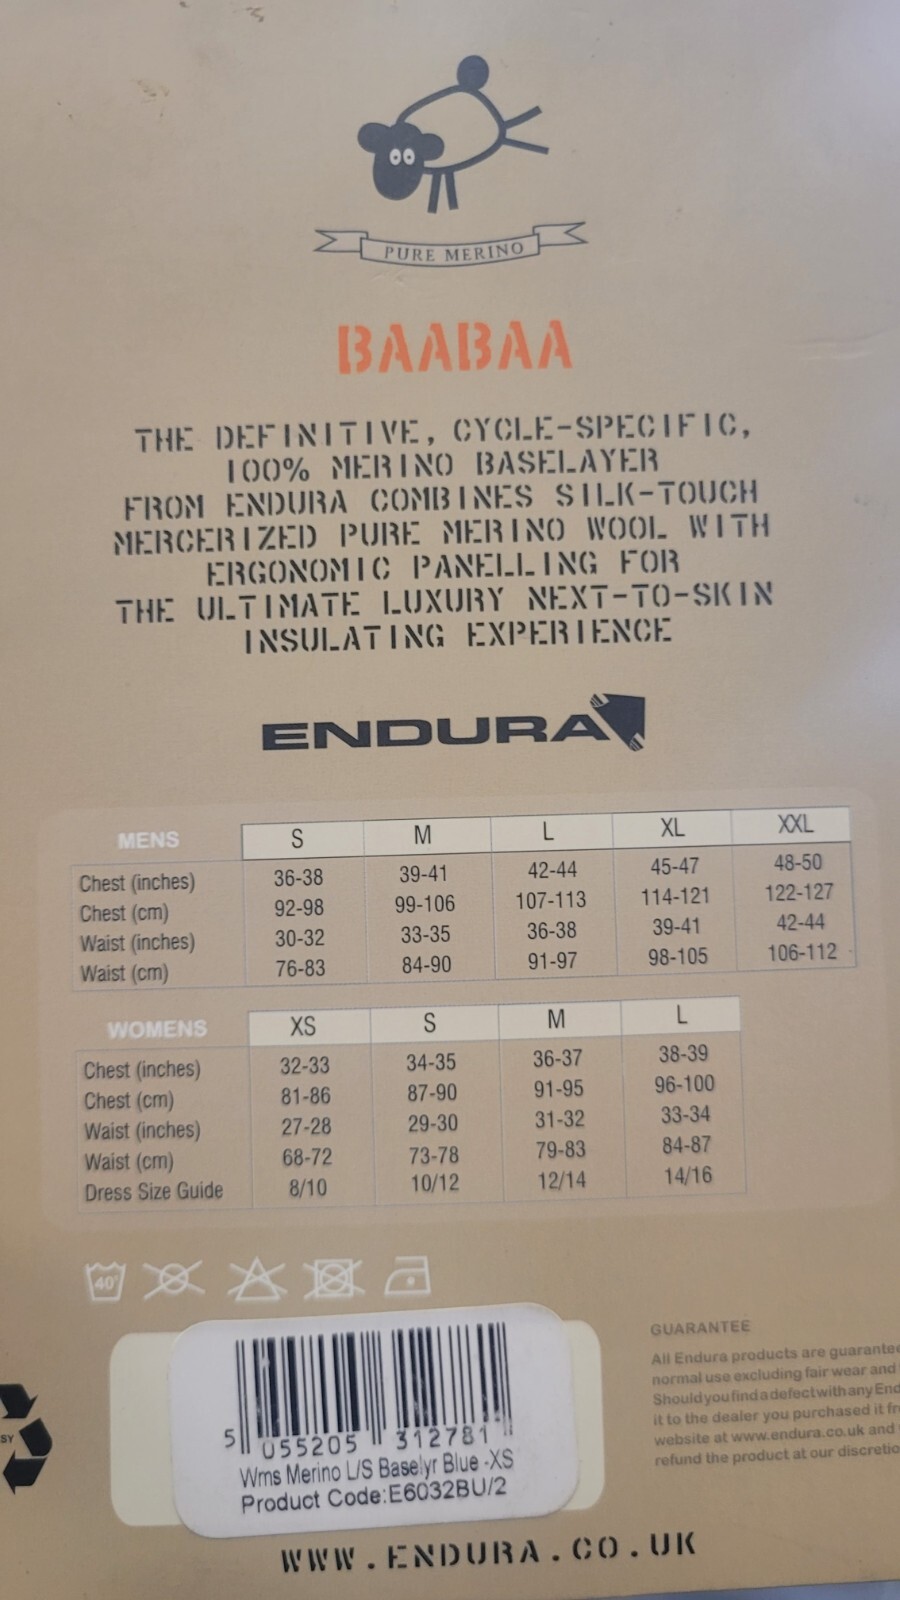 PURE MERINO
BAABAA
THE DEFINITIVE, CYCLE-SPECIFIC,
100% MERINO BASELAYER
FROM ENDURA COMBINES SILK-TOUCH
MERCERIZED PURE MERINO WOOL WITH
ERGONOMIC PANELLING FOR
THE ULTIMATE LUXURY NEXT-TO-SKIN
INSULATING EXPERIENCE
ENDURA
MENS S M L XL XXL
Chest (inches) 36-38 39-41 42-44 45-47 48-50
Chest (cm) 92-98 99-106 107-113 114-121 122-127
Waist (inches) 30-32 33-35 36-38 39-41 42-44
Waist (cm) 76-83 84-90 91-97 98-105 106-112
WOMENS XS S M L
Chest (inches) 32-33 34-35 36-37 38-39
Chest (cm) 81-86 87-90 91-95 96-100
Waist (inches) 27-28 29-30 31-32 33-34
Waist (cm) 68-72 73-78 79-83 84-87
Dress Size Guide 8/10 10/12 12/14 14/16
40°
5 055205 312781
Wms Merino L/S Baselyr Blue -XS
Product Code:E6032BU/2
GUARANTEE
All Endura products are guarantee
normal use excluding fair wear and
Should you find a defect with any End
it to the dealer you purchased it fr
website at www.endura.co.uk and
refund the product at our discretio
SY
WWW.ENDURA.CO.UK